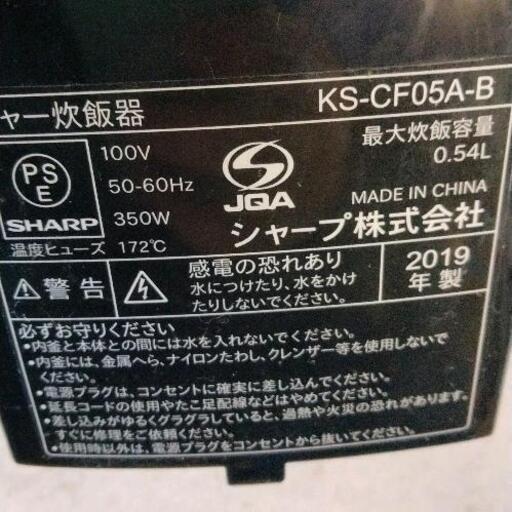 ャー炊飯器
KS-CF05A-B
最大炊飯容量
0.54L
PSE
100V
50-60Hz
350W
SHARP
温度ヒューズ 172℃
JQA
MADE IN CHINA
シャープ株式会社
警告
感電の恐れあり
水につけたり、水をかけ
たりしないでください
2019
年製
必ずお守りください
•内釜と本体との間には水を入れないでください。
•内釜には、金属へら、ナイロンたわし、クレンザー等を使用しない
でください。
•電源プラグは、コンセントに確実に差し込んでください。
•延長コードの使用やたこ足配線などはやめてください。
•差し込みがゆるくグラグラしていると、過熱や火災の恐れがあります。
すぐに修理をご依頼ください。
•使用時以外は、電源プラグをコンセントから抜いてください。